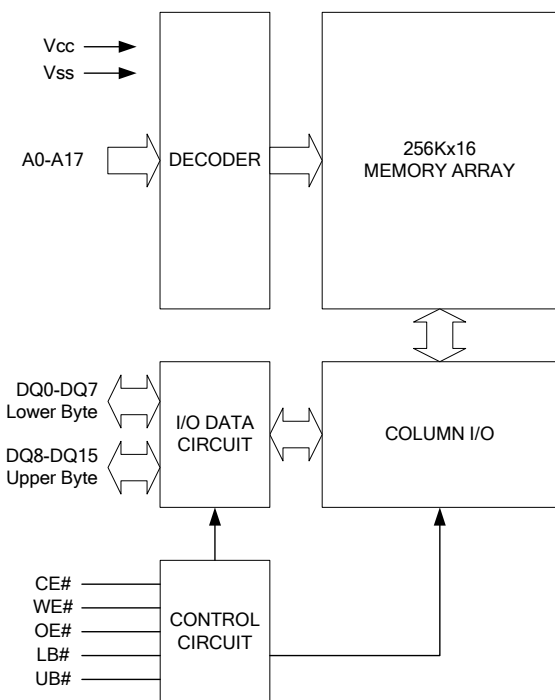 Vcc
Vss
A0-A17
DECODER
256Kx16
MEMORY ARRAY
DQ0-DQ7
Lower Byte
DQ8-DQ15
Upper Byte
I/O DATA
CIRCUIT
COLUMN I/O
CE#
WE#
OE#
LB#
UB#
CONTROL
CIRCUIT